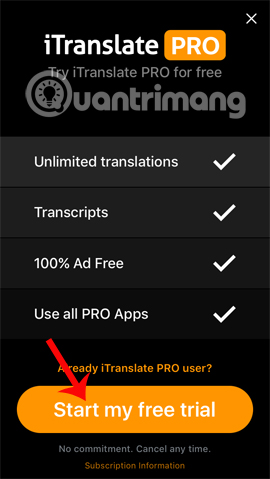 iTranslate PRO
Try iTranslate PRO for free
Quantrimang
Unlimited translations
Transcripts
100% Ad Free
Use all PRO Apps
Already iTranslate PRO user?
Start my free trial
No commitment. Cancel any time.
Subscription Information